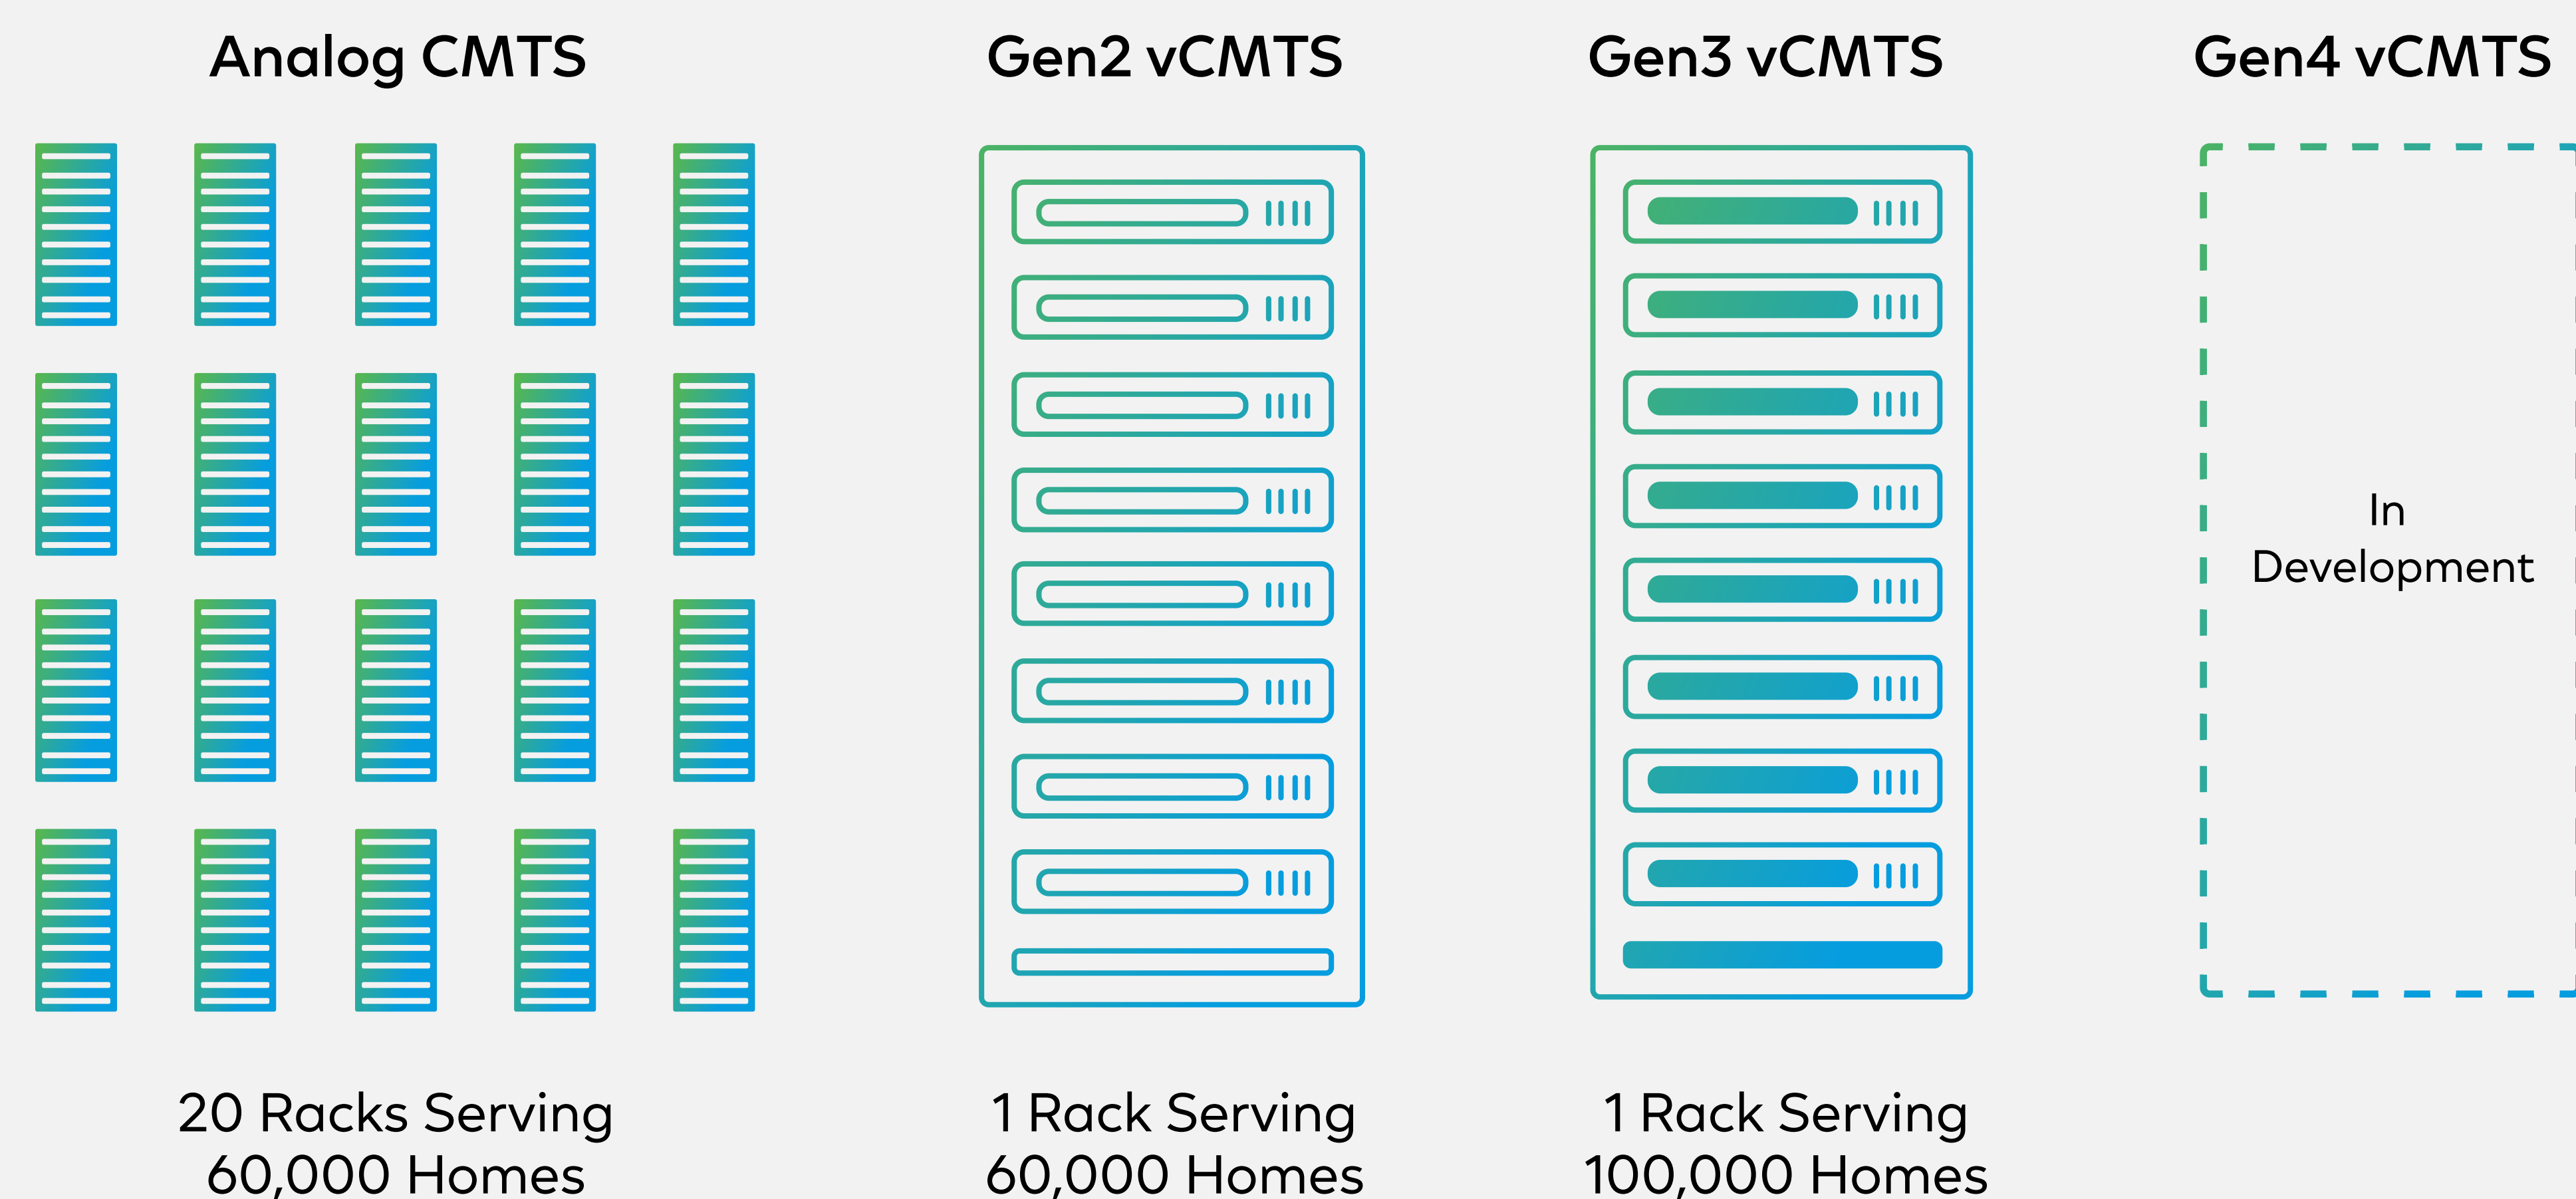 Analog CMTS
Gen2 vCMTS
Gen3 vCMTS
Gen4 vCMTS
In
Development
20 Racks Serving
60,000 Homes
1 Rack Serving
60,000 Homes
1 Rack Serving
100,000 Homes